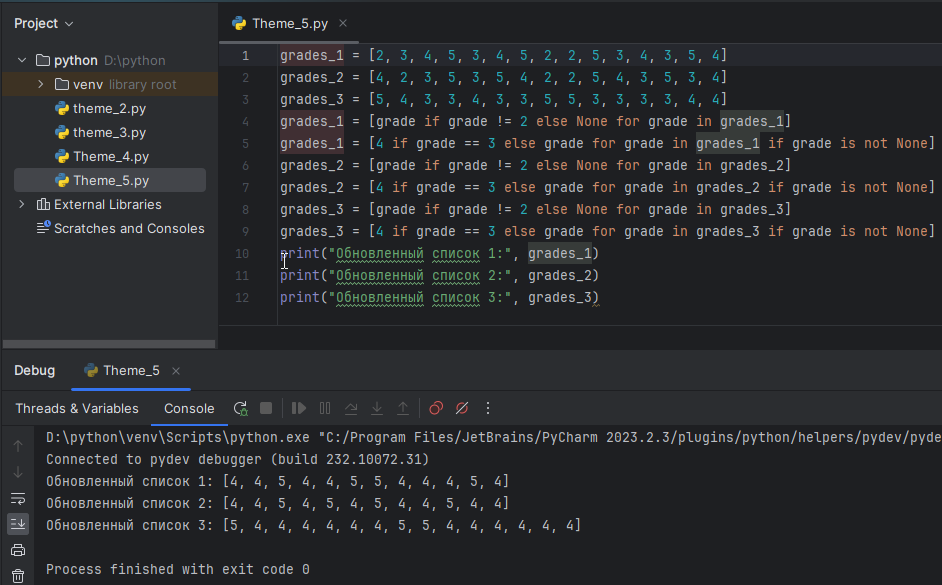 Project
python D:\python
venv library root
theme_2.py
theme_3.py
Theme_4.py
Theme_5.py
External Libraries
Scratches and Consoles
Theme_5.py
1 grades_1 = [2, 3, 4, 5, 3, 4, 5, 2, 2, 5, 3, 4, 3, 5, 4]
2 grades_2 = [4, 2, 3, 5, 3, 5, 4, 2, 2, 5, 4, 3, 5, 3, 4]
3 grades_3 = [5, 4, 3, 3, 4, 3, 3, 5, 5, 3, 3, 3, 3, 4, 4]
4 grades_1 = [grade if grade != 2 else None for grade in grades_1]
5 grades_1 = [4 if grade == 3 else grade for grade in grades_1 if grade is not None]
6 grades_2 = [grade if grade != 2 else None for grade in grades_2]
7 grades_2 = [4 if grade == 3 else grade for grade in grades_2 if grade is not None]
8 grades_3 = [grade if grade != 2 else None for grade in grades_3]
9 grades_3 = [4 if grade == 3 else grade for grade in grades_3 if grade is not None]
10 print("Обновленный список 1:", grades_1)
11 print("Обновленный список 2:", grades_2)
12 print("Обновленный список 3:", grades_3)
Debug Theme_5
Threads & Variables Console
D:\python\venv\Scripts\python.exe "C:/Program Files/JetBrains/PyCharm 2023.2.3/plugins/python/helpers/pydev/pyde
Connected to pydev debugger (build 232.10072.31)
Обновленный список 1: [4, 4, 5, 4, 4, 5, 5, 4, 4, 4, 5, 4]
Обновленный список 2: [4, 4, 5, 4, 5, 4, 5, 4, 4, 5, 4, 4]
Обновленный список 3: [5, 4, 4, 4, 4, 4, 4, 5, 5, 4, 4, 4, 4, 4, 4]
Process finished with exit code 0